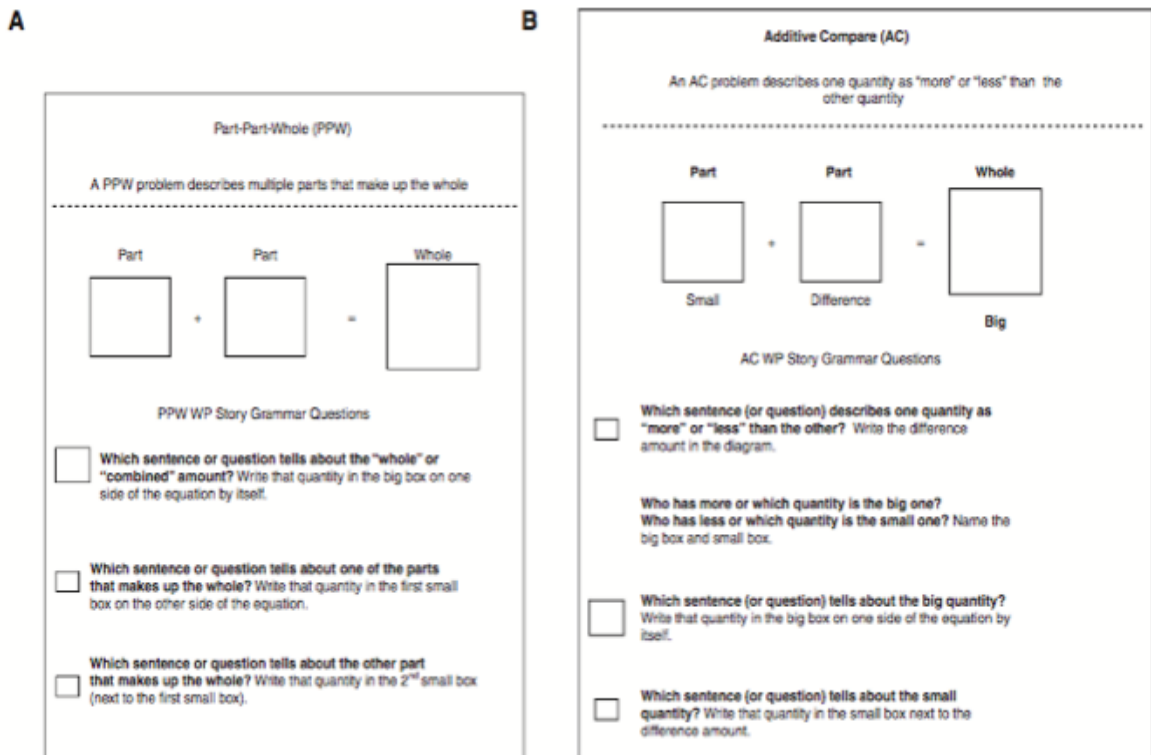 A
Part-Part-Whole (PPW)
A PPW problem describes multiple parts that make up the whole
Part Part Whole
+ =
PPW WP Story Grammar Questions
Which sentence or question tells about the "whole" or
"combined" amount? Write that quantity in the big box on one
side of the equation by itself.
Which sentence or question tells about one of the parts
that makes up the whole? Write that quantity in the first small
box on the other side of the equation.
Which sentence or question tells about the other part
that makes up the whole? Write that quantity in the 2nd small box
(next to the first small box).
B
Additive Compare (AC)
An AC problem describes one quantity as "more" or "less" than the
other quantity
Part Part Whole
+ =
Small Difference
Big
AC WP Story Grammar Questions
Which sentence (or question) describes one quantity as
"more" or "less" than the other? Write the difference
amount in the diagram.
Who has more or which quantity is the big one?
Who has less or which quantity is the small one? Name the
big box and small box.
Which sentence (or question) tells about the big quantity?
Write that quantity in the big box on one side of the equation by
itself.
Which sentence (or question) tells about the small
quantity? Write that quantity in the small box next to the
difference amount.